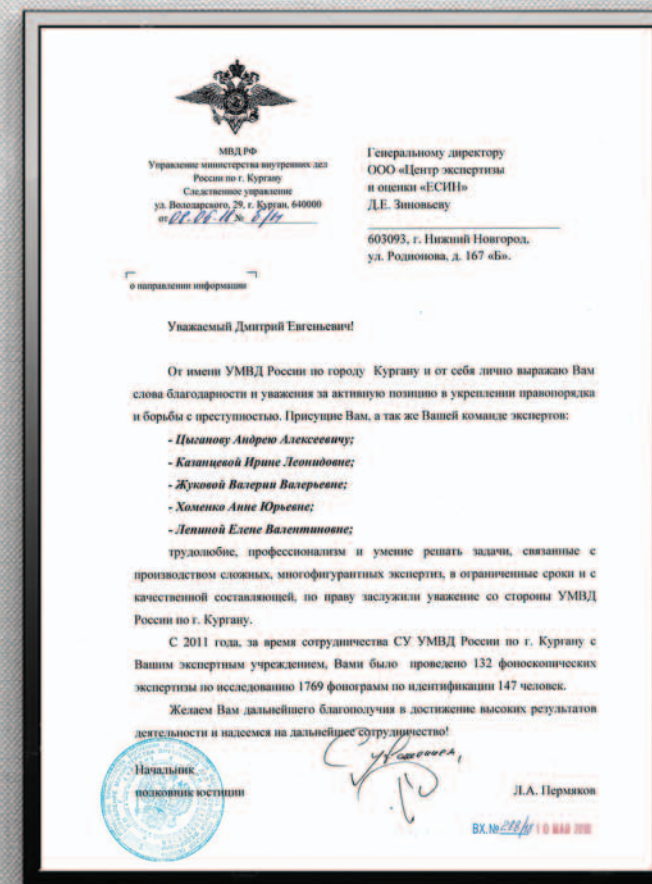 МВД РФ
Управление министерства внутренних дел
России по г. Кургану
Следственное управление
ул. Володарского, 29, г. Курган, 640000
от № б/н
Генеральному директору
ООО «Центр экспертизы
и оценки «ЕСИН»
Д.Е. Зиновьеву
603093, г. Нижний Новгород,
ул. Родионова, д. 167 «Б».
о направлении информации
Уважаемый Дмитрий Евгеньевич!
От имени УМВД России по городу Кургану и от себя лично выражаю Вам
слова благодарности и уважения за активную позицию в укреплении правопорядка
и борьбы с преступностью. Присущие Вам, а так же Вашей команде экспертов:
- Цыганову Андрею Алексеевичу;
- Казанцевой Ирине Леонидовне;
- Жуковой Валерии Валерьевне;
- Хоменко Анне Юрьевне;
- Лепиной Елене Валентиновне;
трудолюбие, профессионализм и умение решать задачи, связанные с
производством сложных, многофигурантных экспертиз, в ограниченные сроки и с
качественной составляющей, по праву заслужили уважение со стороны УМВД
России по г. Кургану.
С 2011 года, за время сотрудничества СУ УМВД России по г. Кургану с
Вашим экспертным учреждением, Вами было проведено 132 фоноскопических
экспертизы по исследованию 1769 фонограмм по идентификации 147 человек.
Желаем Вам дальнейшего благополучия в достижение высоких результатов
деятельности и надеемся на дальнейшее сотрудничество!
С уважением,
Начальник
полковник юстиции
Л.А. Пермяков
ВХ.№ 10 МАЯ